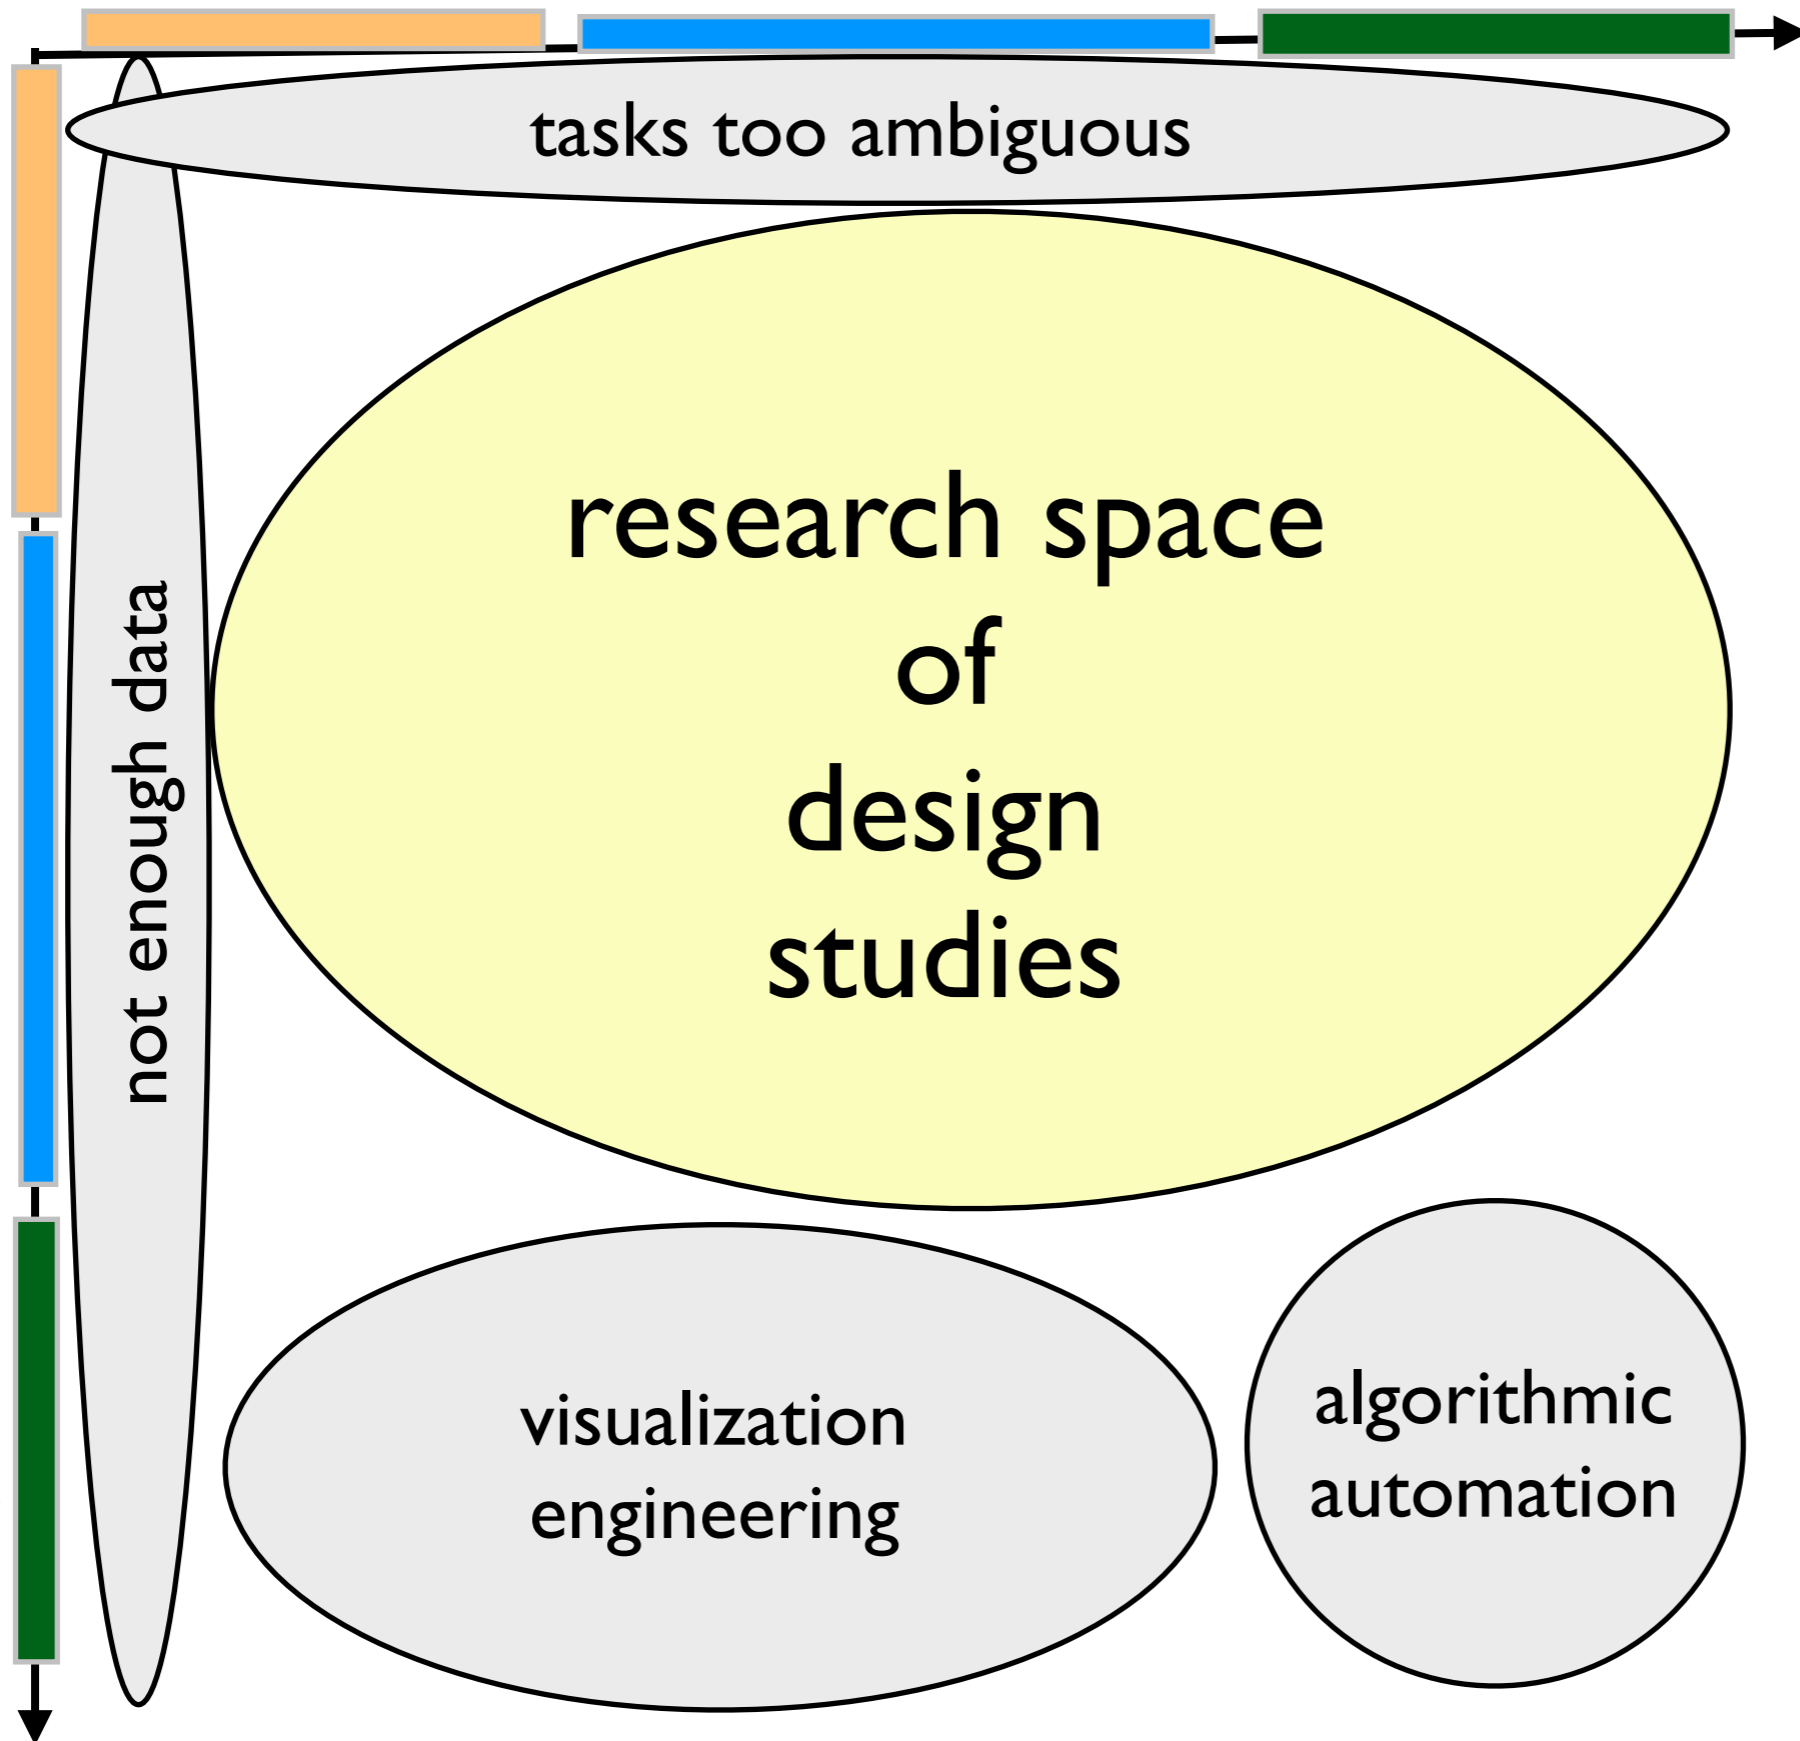 tasks too ambiguous
not enough data
research space
of
design
studies
visualization
engineering
algorithmic
automation